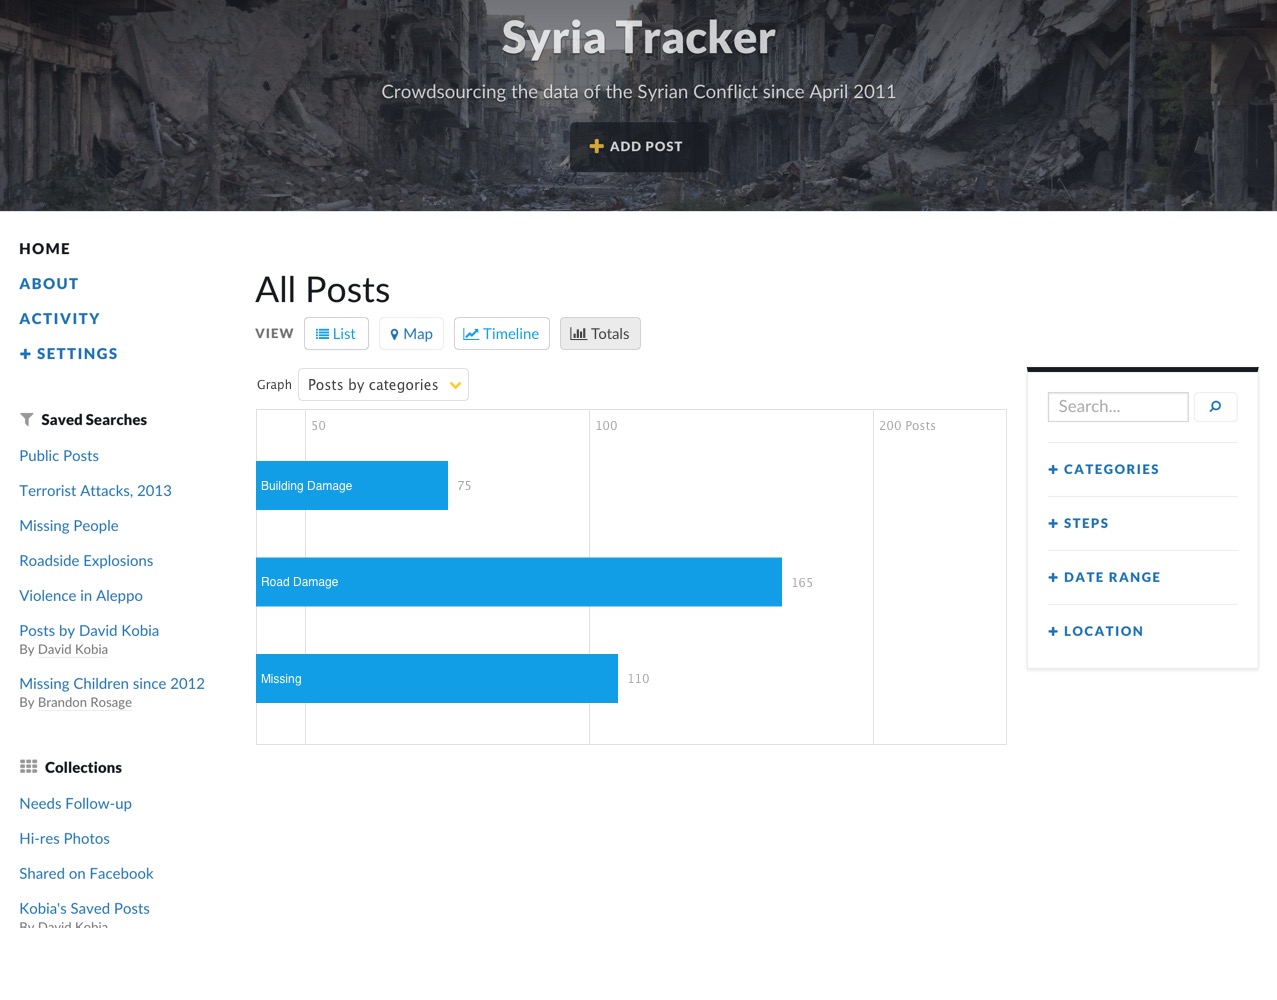 Syria Tracker
Crowdsourcing the data of the Syrian Conflict since April 2011
ADD POST
HOME
ABOUT
ACTIVITY
+ SETTINGS
Saved Searches
Public Posts
Terrorist Attacks, 2013
Missing People
Roadside Explosions
Violence in Aleppo
Posts by David Kobia
By David Kobia
Missing Children since 2012
By Brandon Rosage
Collections
Needs Follow-up
Hi-res Photos
Shared on Facebook
Kobia's Saved Posts
By David Kobia
All Posts
VIEW List Map Timeline Totals
Graph Posts by categories
50 100 200 Posts
Building Damage 75
Road Damage 165
Missing 110
Search...
+ CATEGORIES
+ STEPS
+ DATE RANGE
+ LOCATION